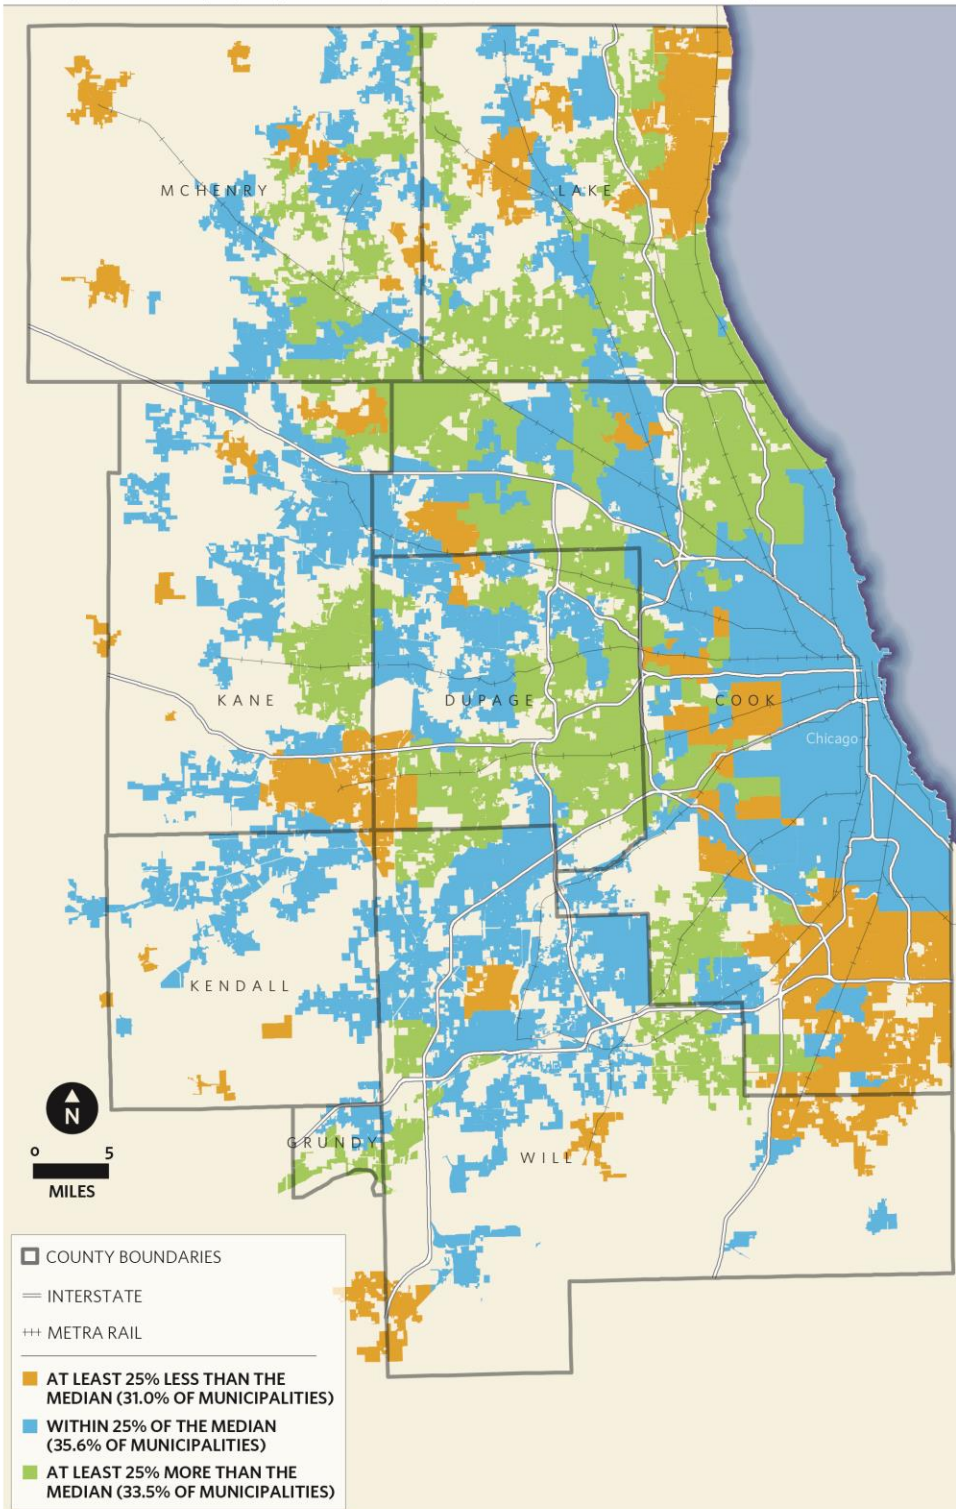 MCHENRY
LAKE
KANE
DUPAGE
COOK
Chicago
KENDALL
GRUNDY
WILL
N
0 5
MILES
COUNTY BOUNDARIES
INTERSTATE
METRA RAIL
AT LEAST 25% LESS THAN THE
MEDIAN (31.0% OF MUNICIPALITIES)
WITHIN 25% OF THE MEDIAN
(35.6% OF MUNICIPALITIES)
AT LEAST 25% MORE THAN THE
MEDIAN (33.5% OF MUNICIPALITIES)